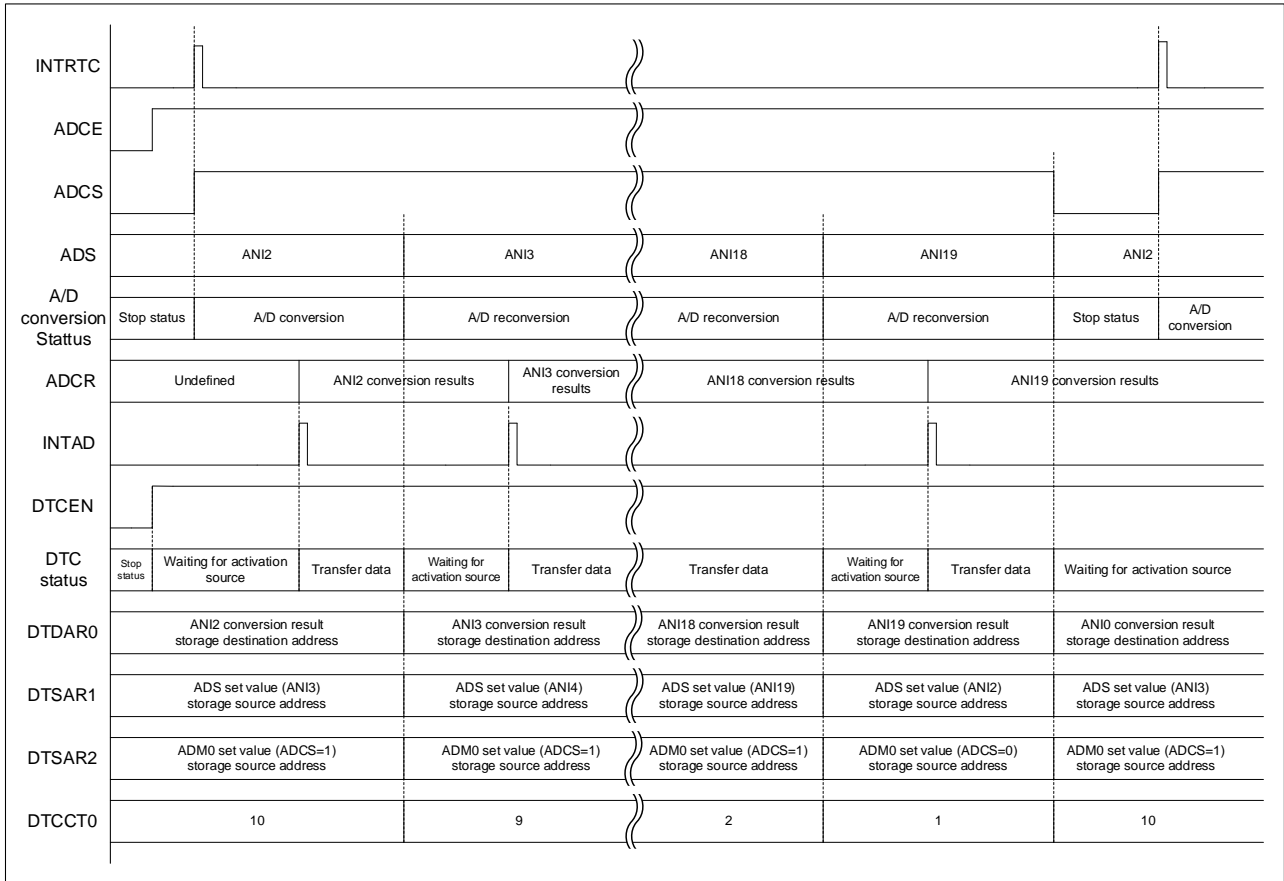 INTRTC
ADCE
ADCS
ADS
ANI2
ANI3
ANI18
ANI19
ANI2
A/D
conversion
Stattus
Stop status
A/D conversion
A/D reconversion
A/D reconversion
A/D reconversion
Stop status
A/D
conversion
ADCR
Undefined
ANI2 conversion results
ANI3 conversion
results
ANI18 conversion results
ANI19 conversion results
INTAD
DTCEN
DTC
status
Stop
status
Waiting for activation
source
Transfer data
Waiting for
activation source
Transfer data
Transfer data
Waiting for
activation source
Transfer data
Waiting for activation source
DTDAR0
ANI2 conversion result
storage destination address
ANI3 conversion result
storage destination address
ANI18 conversion result
storage destination address
ANI19 conversion result
storage destination address
ANI0 conversion result
storage destination address
DTSAR1
ADS set value (ANI3)
storage source address
ADS set value (ANI4)
storage source address
ADS set value (ANI19)
storage source address
ADS set value (ANI2)
storage source address
ADS set value (ANI3)
storage source address
DTSAR2
ADM0 set value (ADCS=1)
storage source address
ADM0 set value (ADCS=1)
storage source address
ADM0 set value (ADCS=1)
storage source address
ADM0 set value (ADCS=0)
storage source address
ADM0 set value (ADCS=1)
storage source address
DTCCT0
10
9
2
1
10